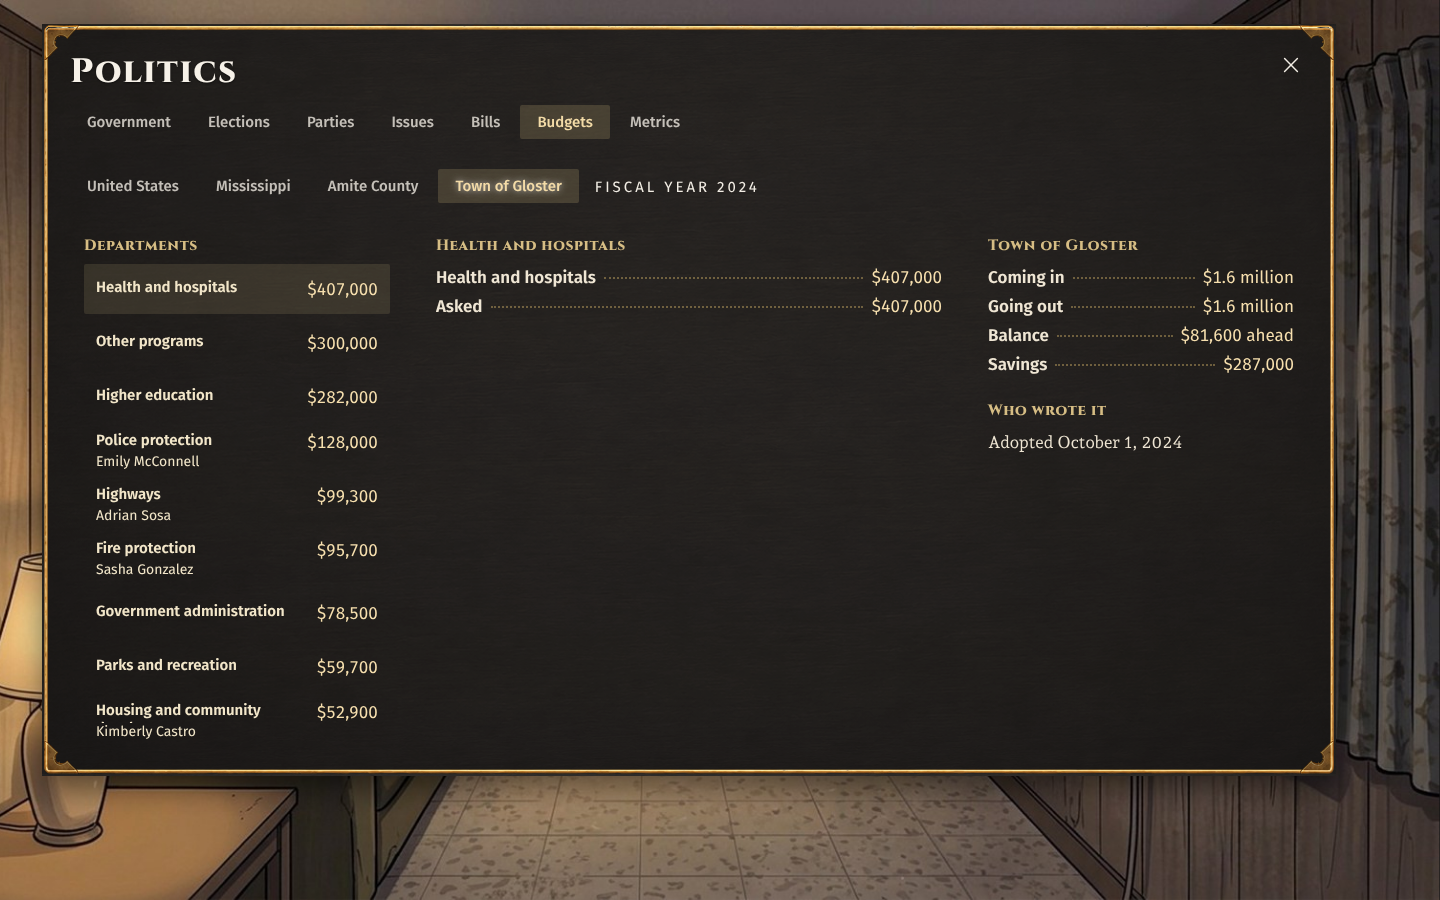 Politics
Government Elections Parties Issues Bills Budgets Metrics
United States Mississippi Amite County Town of Gloster FISCAL YEAR 2024
Departments
Health and hospitals $407,000
Other programs $300,000
Higher education $282,000
Police protection $128,000
Emily McConnell
Highways $99,300
Adrian Sosa
Fire protection $95,700
Sasha Gonzalez
Government administration $78,500
Parks and recreation $59,700
Housing and community $52,900
Kimberly Castro
Health and hospitals
Health and hospitals $407,000
Asked $407,000
Town of Gloster
Coming in $1.6 million
Going out $1.6 million
Balance $81,600 ahead
Savings $287,000
Who wrote it
Adopted October 1, 2024